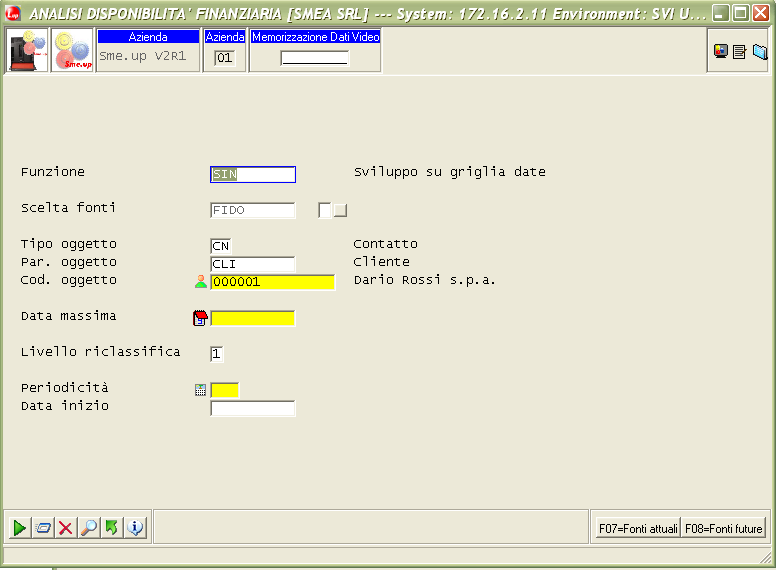 ANALISI DISPONIBILITA' FINANZIARIA [SMEA SRL] --- System: 172.16.2.11 Environment: SVI U...
Azienda Azienda Memorizzazione Dati Video
Sme.up V2R1 01
Sme.up
Funzione SIN Sviluppo su griglia date
Scelta fonti FIDO
Tipo oggetto CN Contatto
Par. oggetto CLI Cliente
Cod. oggetto 000001 Dario Rossi s.p.a.
Data massima
Livello riclassifica 1
Periodicità
Data inizio
F07=Fonti attuali F08=Fonti future